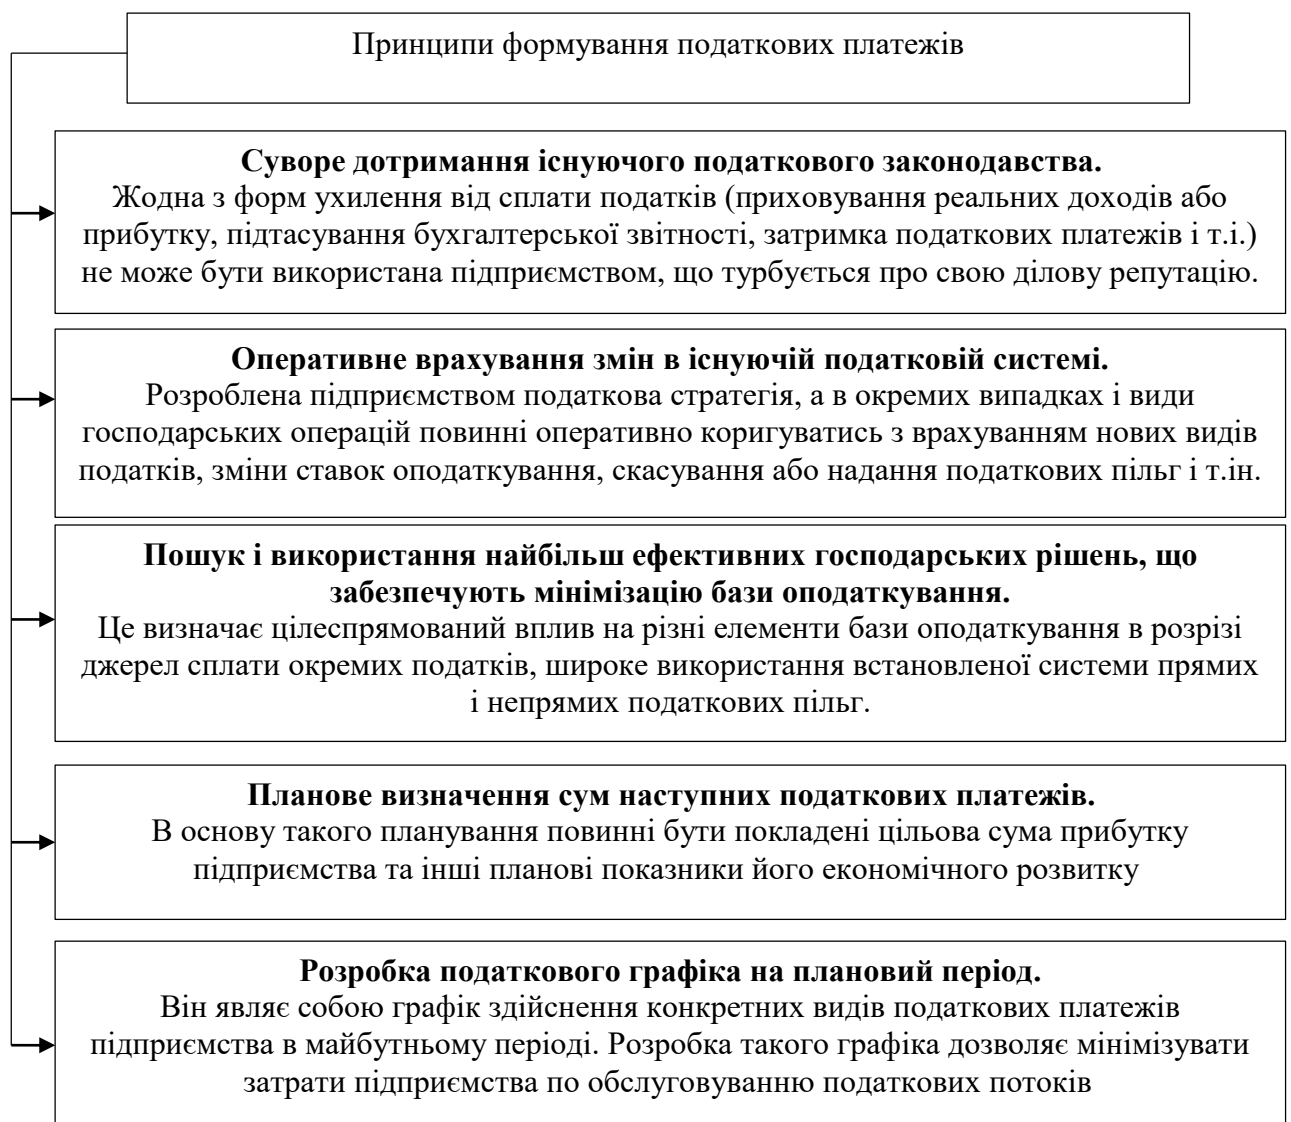 Принципи формування податкових платежів
Суворе дотримання існуючого податкового законодавства.
Жодна з форм ухилення від сплати податків (приховування реальних доходів або
прибутку, підтасування бухгалтерської звітності, затримка податкових платежів і т.і.)
не може бути використана підприємством, що турбується про свою ділову репутацію.
Оперативне врахування змін в існуючій податковій системі.
Розроблена підприємством податкова стратегія, а в окремих випадках і види
господарських операцій повинні оперативно коригуватись з врахуванням нових видів
податків, зміни ставок оподаткування, скасування або надання податкових пільг і т.ін.
Пошук і використання найбільш ефективних господарських рішень, що
забезпечують мінімізацію бази оподаткування.
Це визначає цілеспрямований вплив на різні елементи бази оподаткування в розрізі
джерел сплати окремих податків, широке використання встановленої системи прямих
і непрямих податкових пільг.
Планове визначення сум наступних податкових платежів.
В основу такого планування повинні бути покладені цільова сума прибутку
підприємства та інші планові показники його економічного розвитку
Розробка податкового графіка на плановий період.
Він являє собою графік здійснення конкретних видів податкових платежів
підприємства в майбутньому періоді. Розробка такого графіка дозволяє мінімізувати
затрати підприємства по обслуговуванню податкових потоків